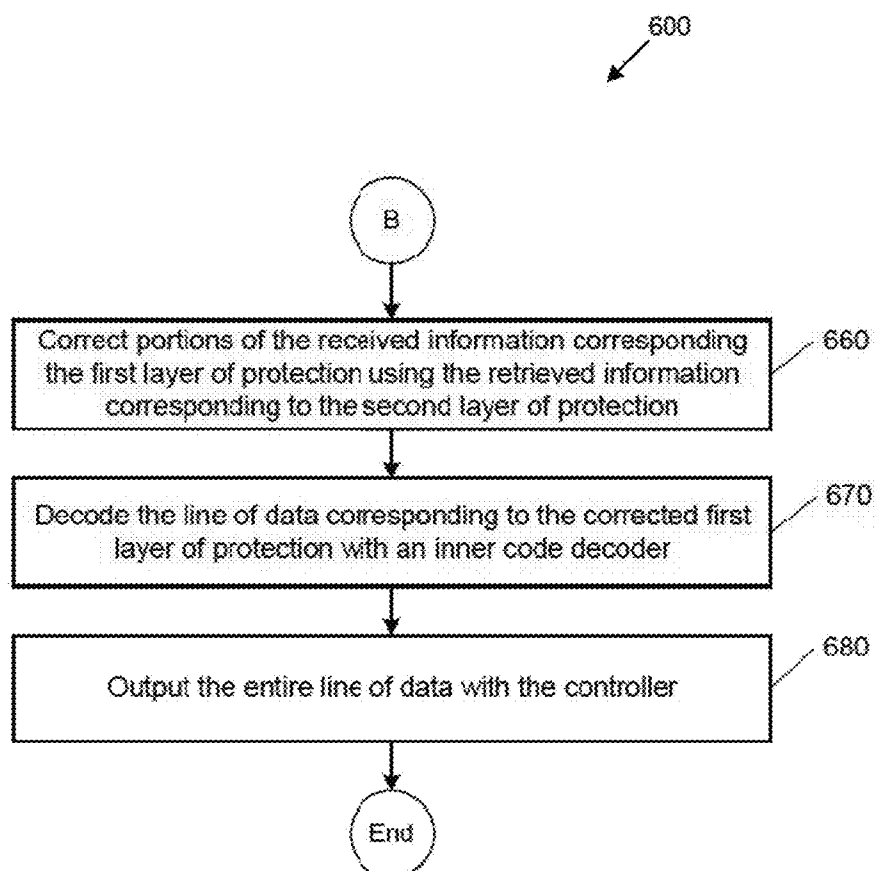 600
B
Correct portions of the received information corresponding
the first layer of protection using the retrieved information
corresponding to the second layer of protection
660
Decode the line of data corresponding to the corrected first
layer of protection with an inner code decoder
670
Output the entire line of data with the controller
680
End